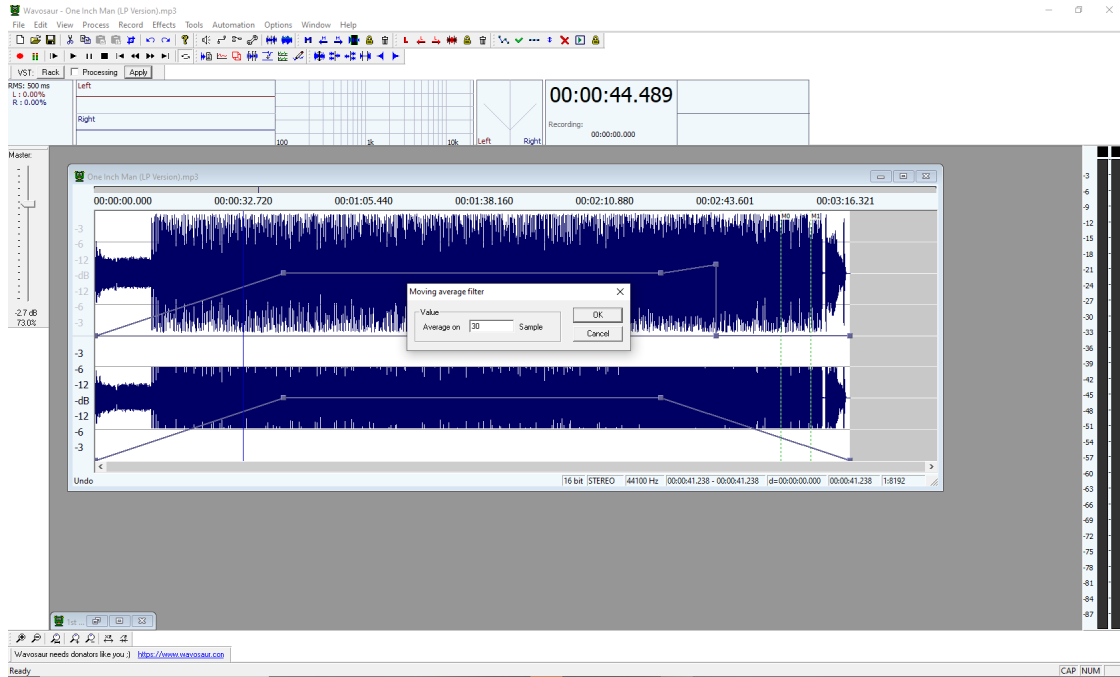 Wavosaur - One Inch Man (LP Version).mp3
File Edit View Process Record Effects Tools Automation Options Window Help
VST: Rack Processing Apply
RMS: 500 ms
L : 0.00%
R : 0.00%
Left
Right
100 1k 10k
Left Right
00:00:44.489
Recording:
00:00:00.000
Master:
-2.7 dB
73.0%
One Inch Man (LP Version).mp3
00:00:00.000 00:00:32.720 00:01:05.440 00:01:38.160 00:02:10.880 00:02:43.601 00:03:16.321
M0 M1
-3
-6
-12
-dB
-12
-6
-3
-3
-6
-12
-dB
-12
-6
-3
Moving average filter
Value
Average on 30 Sample
OK
Cancel
Undo
16 bit STEREO 44100 Hz 00:00:41.238 - 00:00:41.238 d=00:00:00.000 00:00:41.238 1:8192
-3
-6
-9
-12
-15
-18
-21
-24
-27
-30
-33
-36
-39
-42
-45
-48
-51
-54
-57
-60
-63
-66
-69
-72
-75
-78
-81
-84
-87
1st ...
Wavosaur needs donators like you ;) https://www.wavosaur.con
Ready
CAP NUM